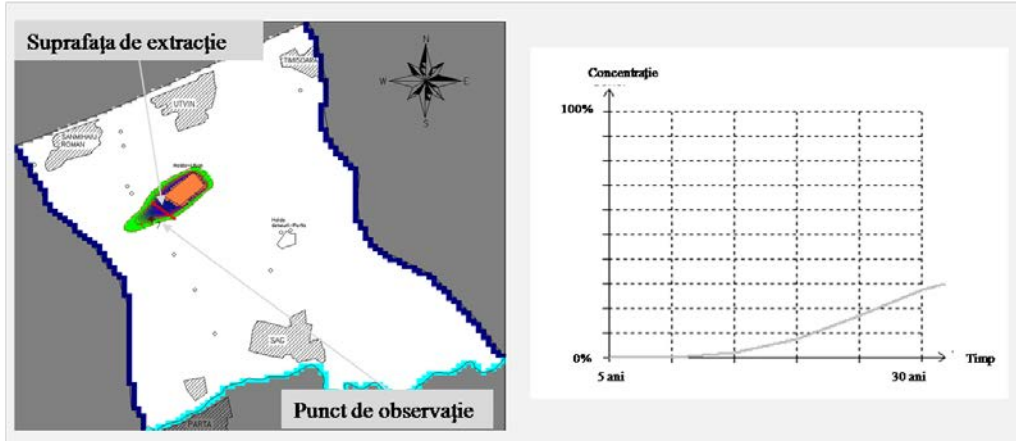 Suprafața de extracție
N
W
E
S
TIMISOARA
UTVIN
SANMIHAIU
ROMAN
SAG
PARTA
Punct de observație
Concentrație
100%
0%
5 ani
30 ani
Timp